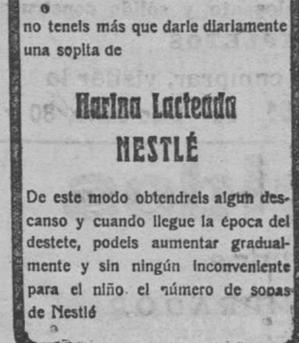 no teneis más que darle diariamente
una sopita de
Harina Lacteada
NESTLÉ
De este modo obtendreis algun des-
canso y cuando llegue la época del
destete, podeis aumentar gradual-
mente y sin ningún inconveniente
para el niño el número de sopas
de Nestlé